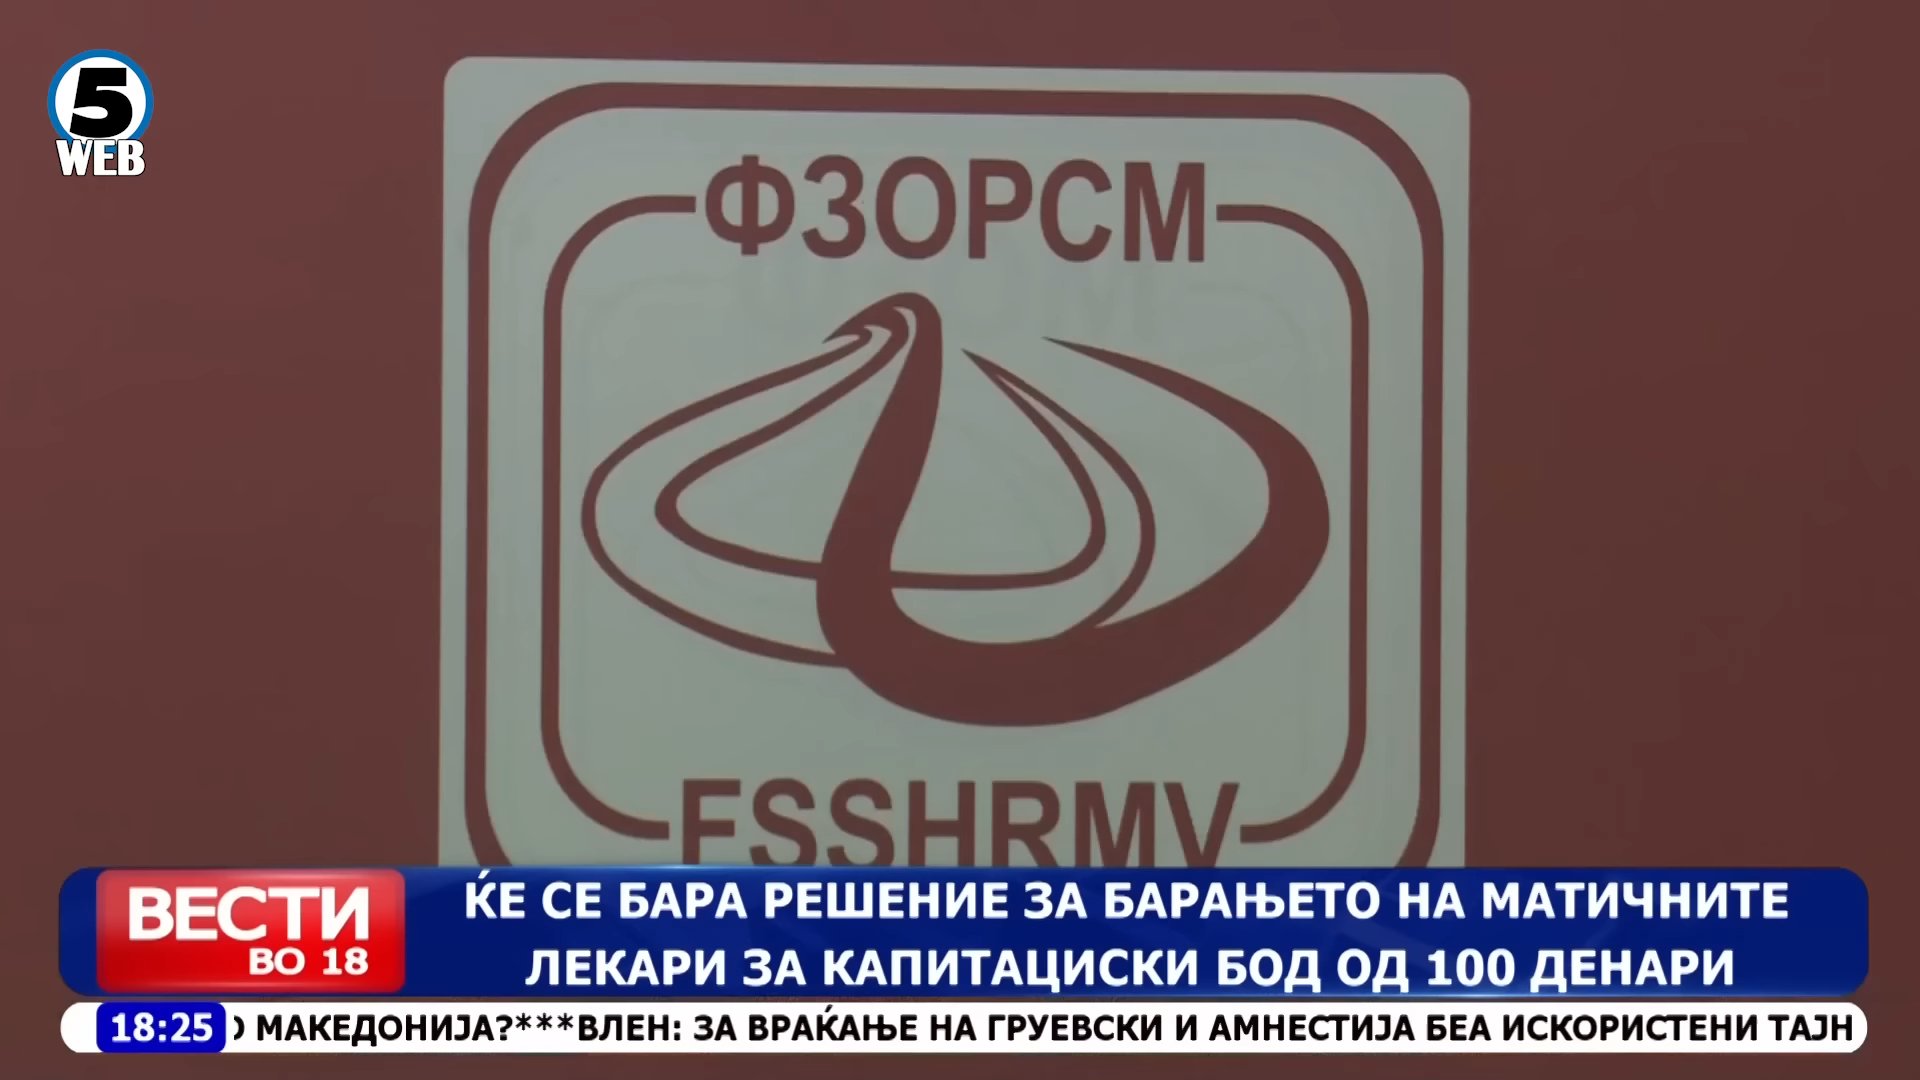 5
WEB
ФЗОРСМ
FSSHRMV
ВЕСТИ
ВО 18
ЌЕ СЕ БАРА РЕШЕНИЕ ЗА БАРАЊЕТО НА МАТИЧНИТЕ
ЛЕКАРИ ЗА КАПИТАЦИСКИ БОД ОД 100 ДЕНАРИ
18:25 МАКЕДОНИЈА?***ВЛЕН: ЗА ВРАЌАЊЕ НА ГРУЕВСКИ И АМНЕСТИЈА БЕА ИСКОРИСТЕНИ ТАЈН